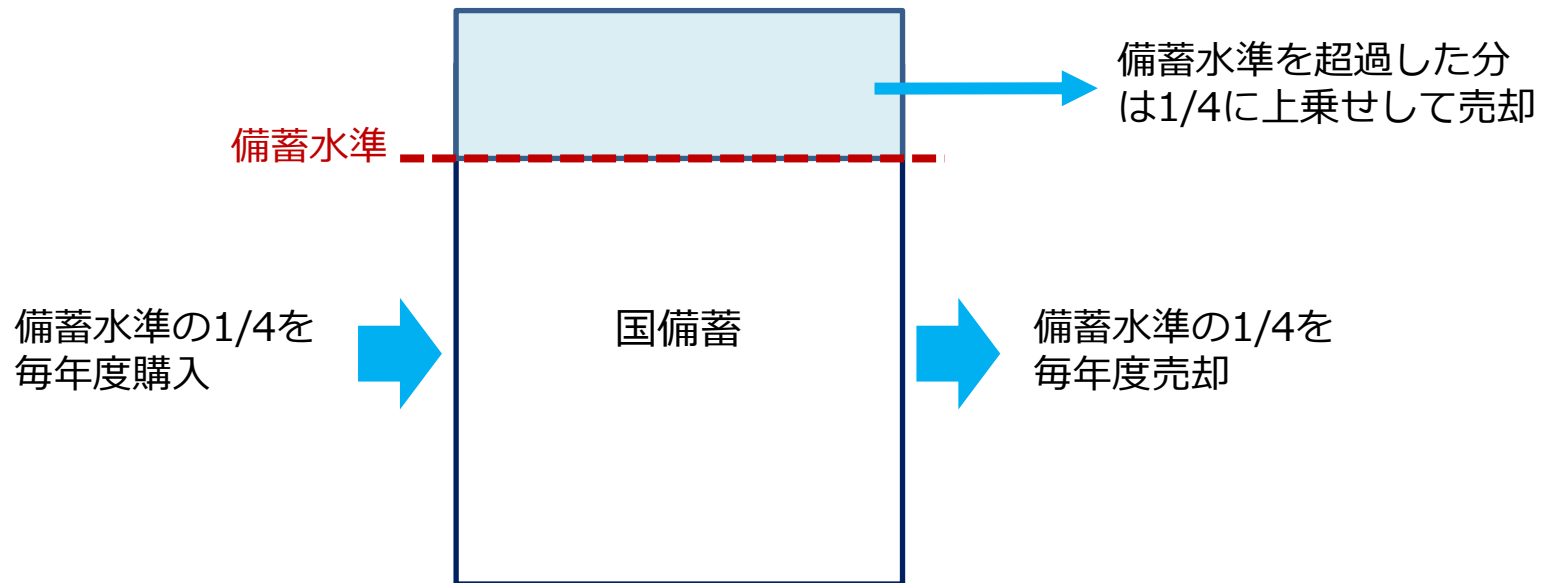 備蓄水準を超過した分
は1/4に上乗せして売却
備蓄水準
備蓄水準の1/4を
毎年度購入
国備蓄
備蓄水準の1/4を
毎年度売却